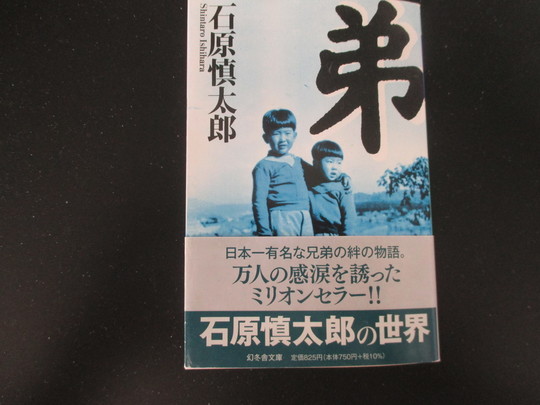 弟
石原慎太郎
Shintaro Ishihara
日本一有名な兄弟の絆の物語。
万人の感涙を誘った
ミリオンセラー!!
石原慎太郎の世界
幻冬舎文庫 定価825円(本体750円+税10%)